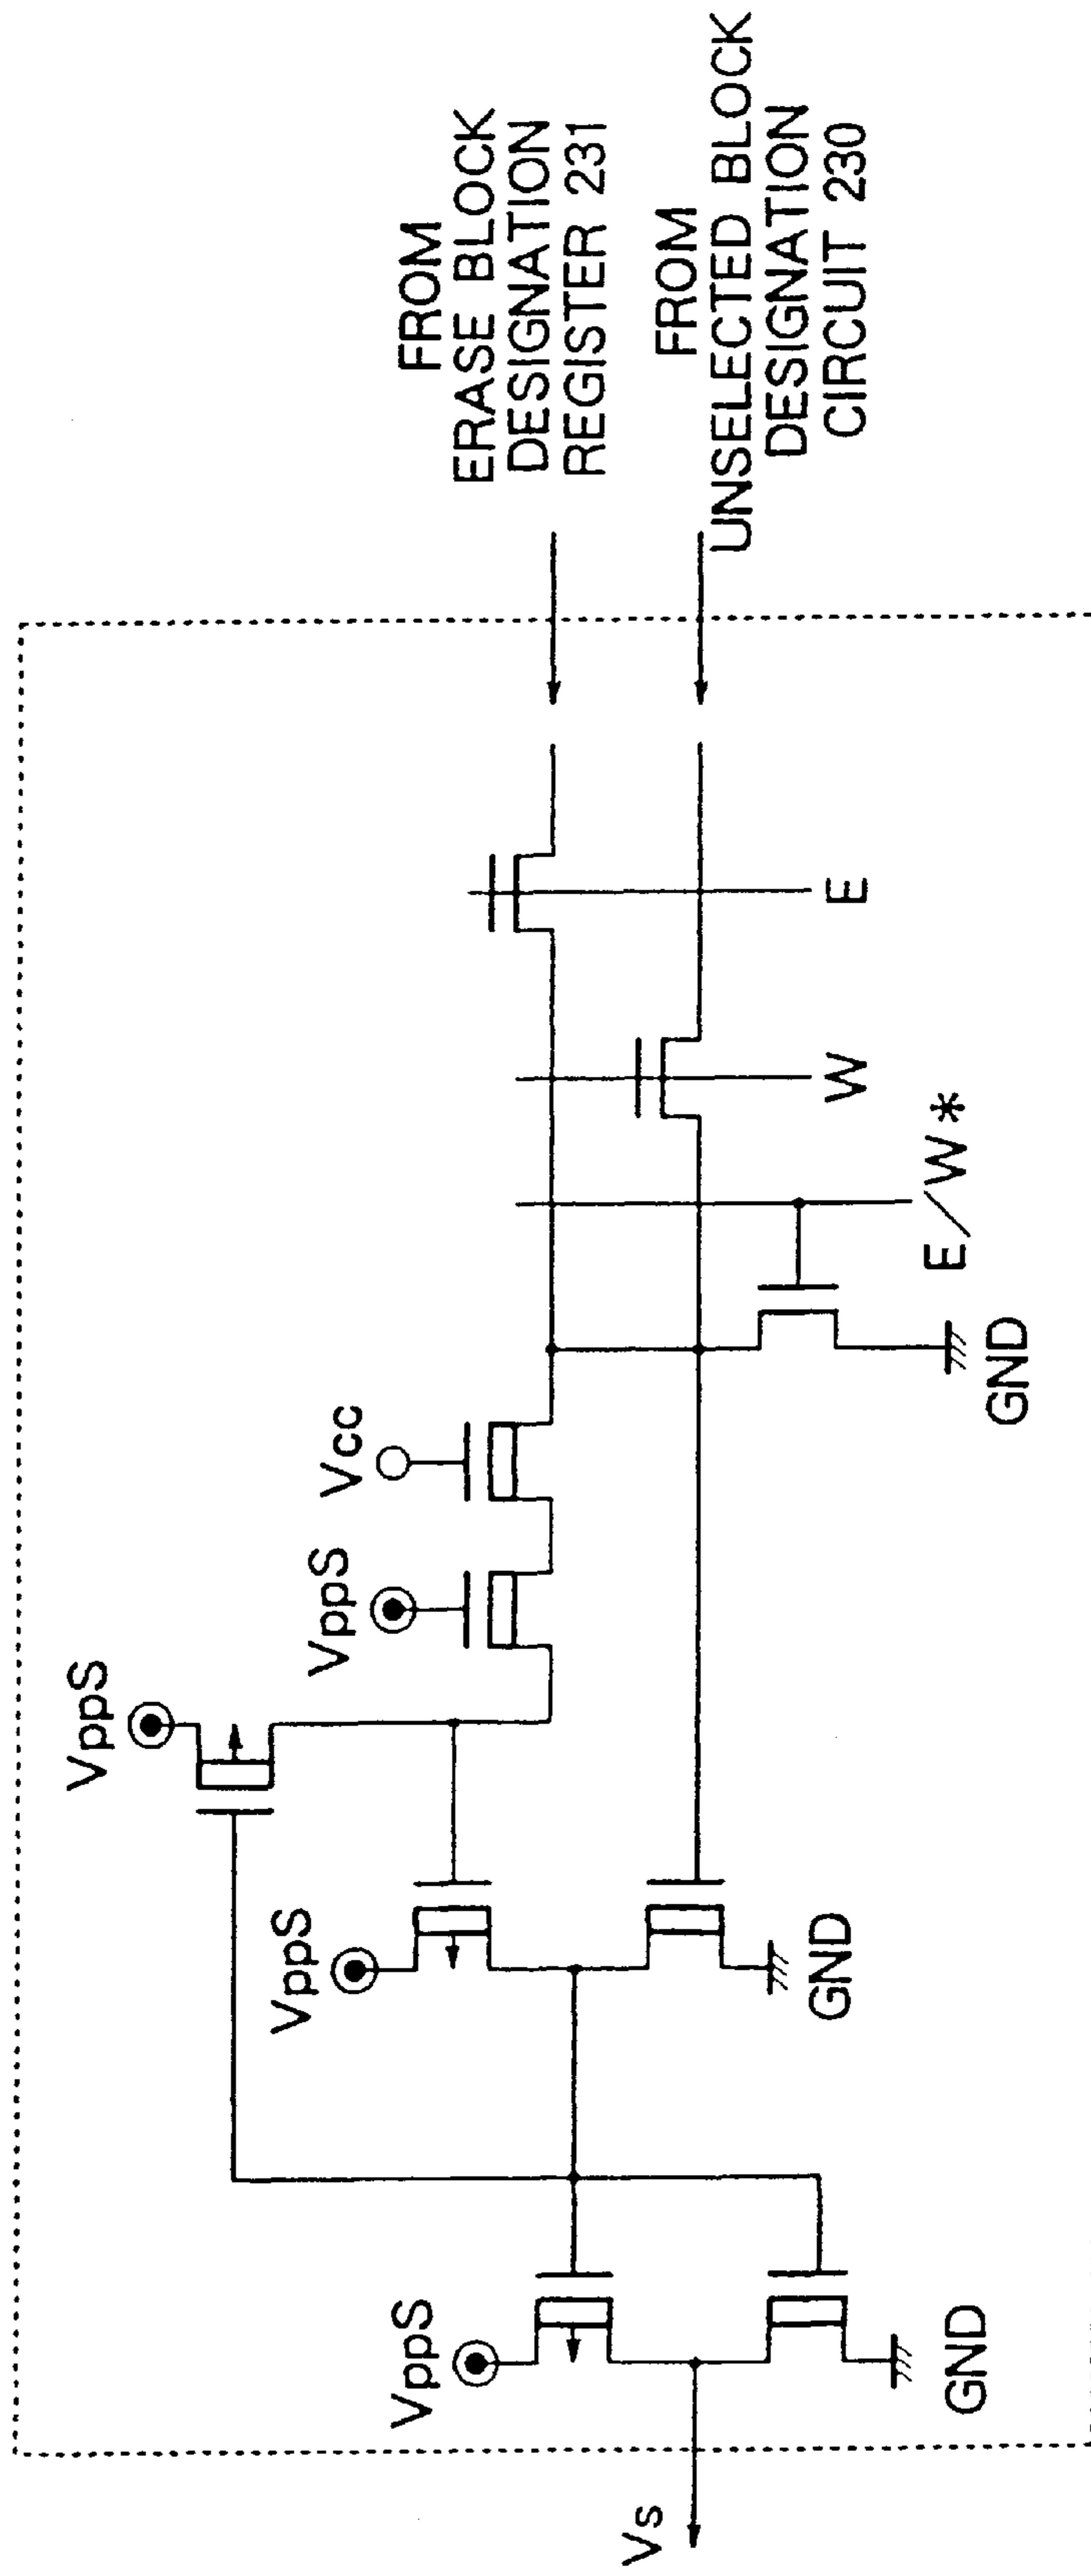 FROM
ERASE BLOCK
DESIGNATION
REGISTER 231
FROM
UNSELECTED BLOCK
DESIGNATION
CIRCUIT 230
VppS
VppS
VppS
VppS
Vcc
E
W
E/W*
GND
GND
GND
Vs